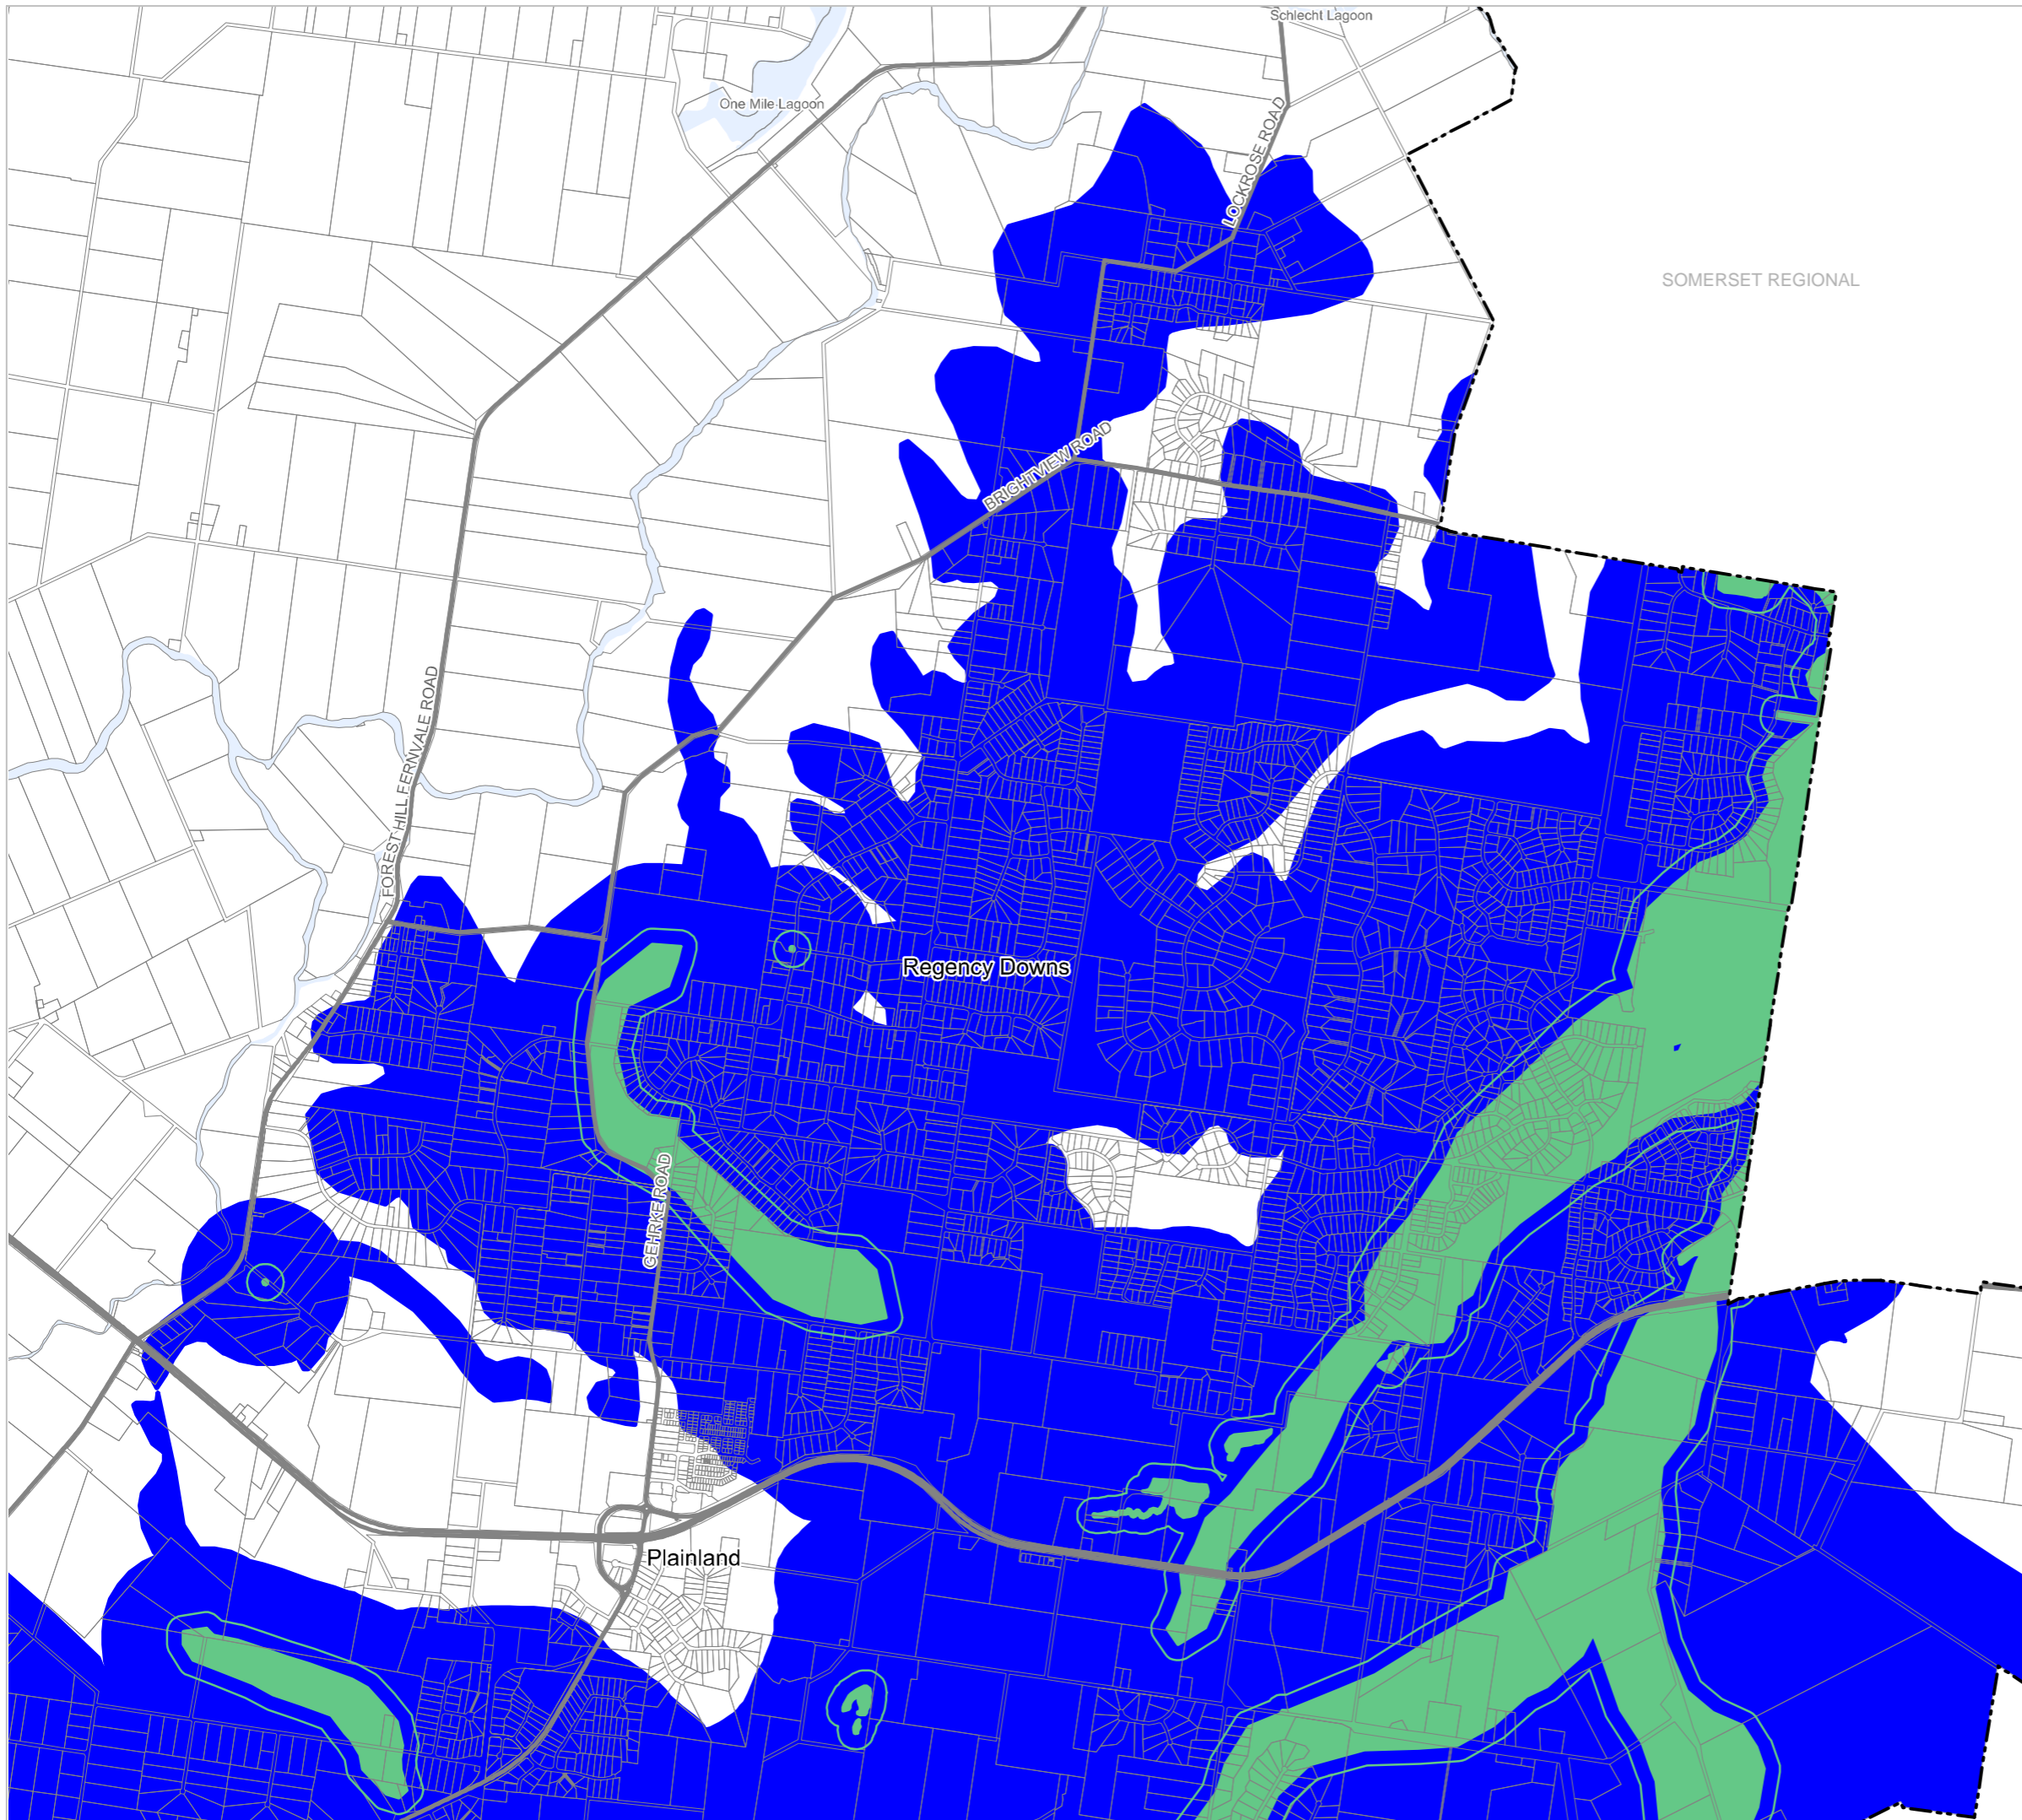 Schlecht Lagoon
One Mile Lagoon
LOCKROSE ROAD
SOMERSET REGIONAL
BRIGHTVIEW ROAD
FOREST HILL FERNVALE ROAD
Regency Downs
GEHRKE ROAD
Plainland